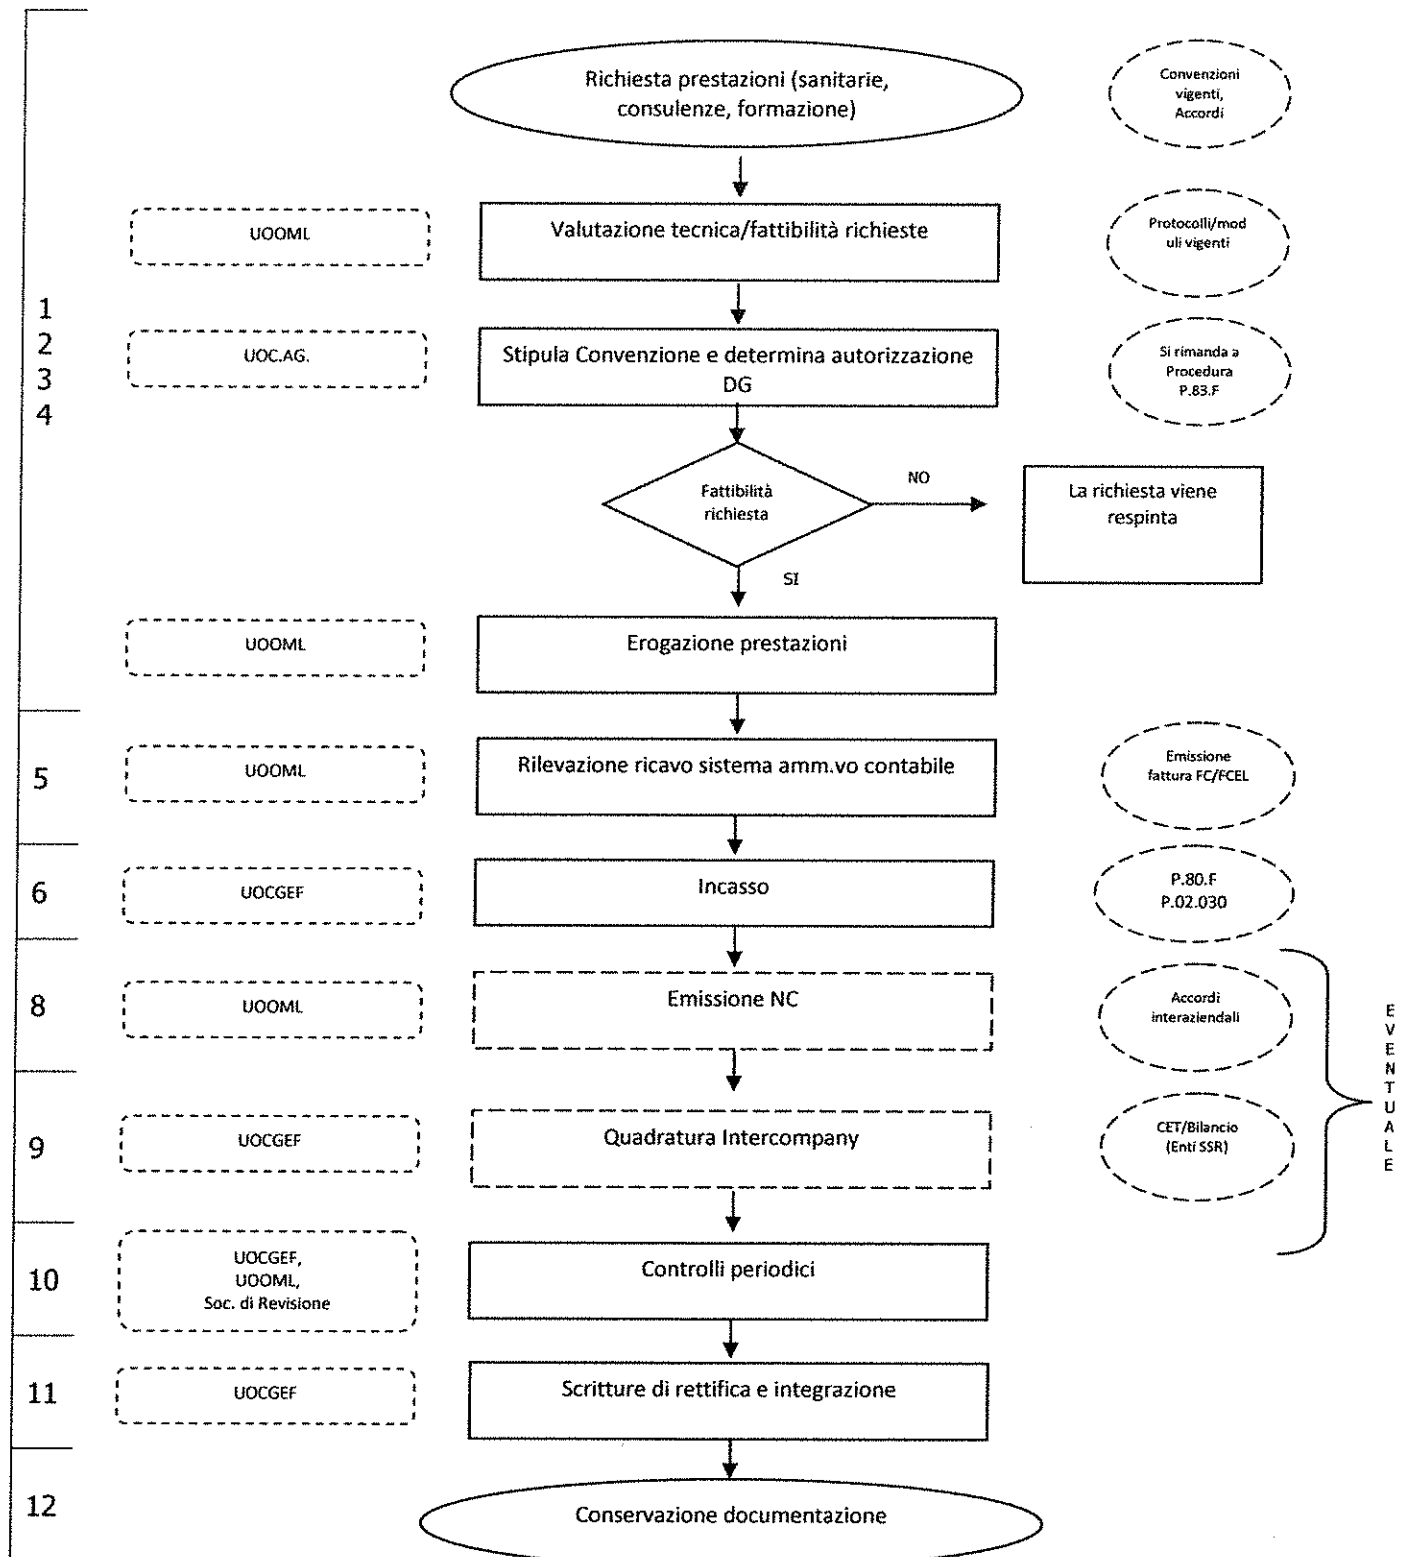 Richiesta prestazioni (sanitarie,
consulenze, formazione)
Convenzioni
vigenti,
Accordi
UOOML
Valutazione tecnica/fattibilità richieste
Protocolli/mod
uli vigenti
1
2
3
4
UOC.AG.
Stipula Convenzione e determina autorizzazione
DG
Si rimanda a
Procedura
P.83.F
Fattibilità
richiesta
NO
La richiesta viene
respinta
SI
UOOML
Erogazione prestazioni
5
UOOML
Rilevazione ricavo sistema amm.vo contabile
Emissione
fattura FC/FCEL
6
UOCGEF
Incasso
P.80.F
P.02.030
8
UOOML
Emissione NC
Accordi
interaziendali
E
V
E
N
T
U
A
L
E
9
UOCGEF
Quadratura Intercompany
CET/Bilancio
(Enti SSR)
10
UOCGEF,
UOOML,
Soc. di Revisione
Controlli periodici
11
UOCGEF
Scritture di rettifica e integrazione
12
Conservazione documentazione